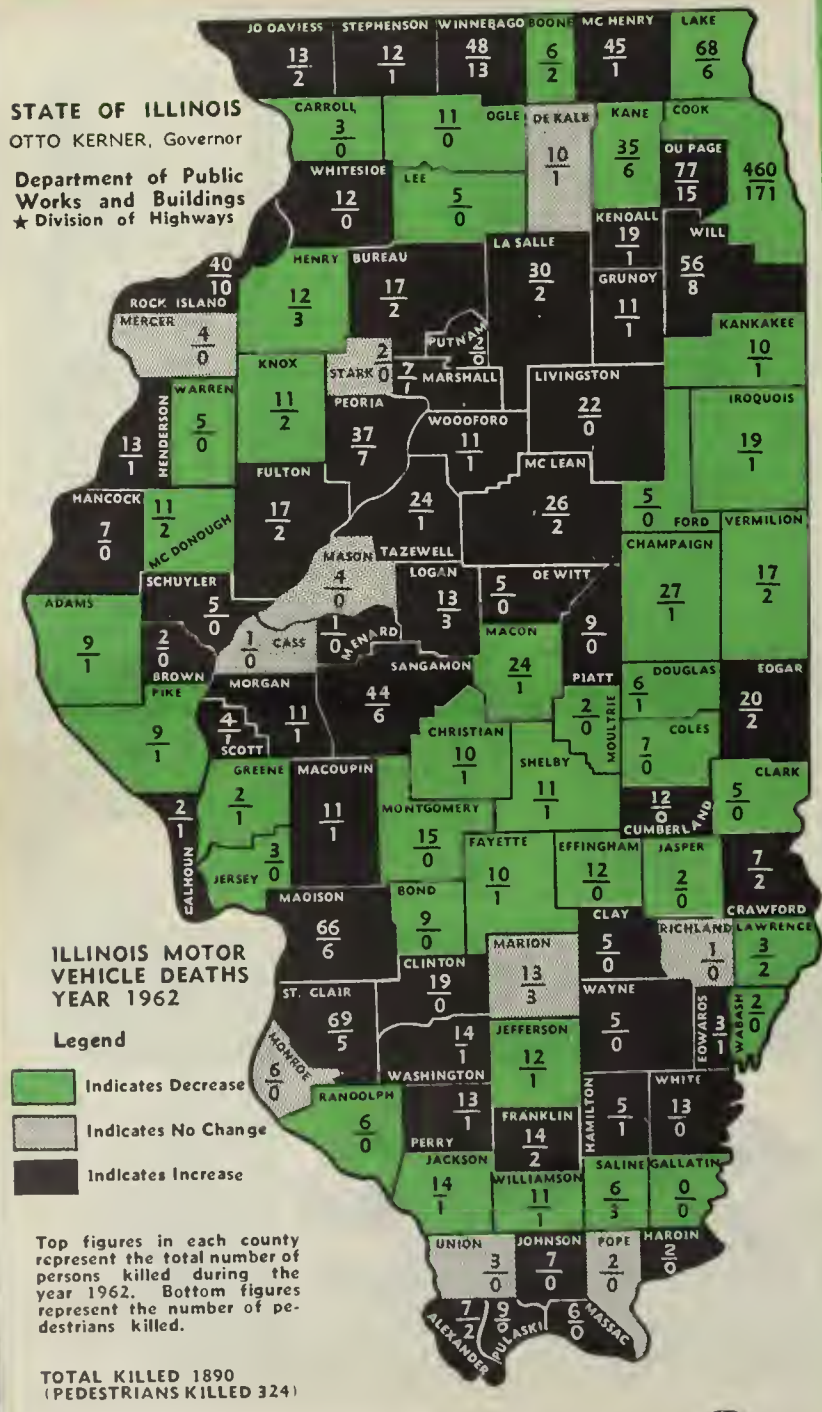 STATE OF ILLINOIS
OTTO KERNER, Governor
Department of Public
Works and Buildings
★ Division of Highways
JO DAVIESS
13
2
STEPHENSON
12
1
WINNEBAGO
48
13
BOONE
6
2
MC HENRY
45
1
LAKE
68
6
CARROLL
3
0
OGLE
11
0
DE KALB
10
1
KANE
35
6
COOK
460
171
DU PAGE
77
15
WHITESIDE
12
0
LEE
5
0
KENDALL
19
1
WILL
56
8
ROCK ISLAND
40
10
HENRY
12
3
BUREAU
17
2
LA SALLE
30
2
GRUNDY
11
1
MERCER
4
0
PUTNAM
2
0
KANKAKEE
10
1
KNOX
11
2
STARK
2
0
MARSHALL
7
1
LIVINGSTON
22
0
IROQUOIS
19
1
HENDERSON
13
1
WARREN
5
0
PEORIA
37
7
WOODFORD
11
1
MC LEAN
26
2
FORD
5
0
HANCOCK
7
0
MC DONOUGH
11
2
FULTON
17
2
TAZEWELL
24
1
VERMILION
17
2
CHAMPAIGN
27
1
SCHUYLER
5
0
MASON
4
0
LOGAN
13
3
DE WITT
5
0
ADAMS
9
1
BROWN
2
0
CASS
1
0
MENARD
1
0
MACON
24
1
PIATT
9
0
DOUGLAS
6
1
EDGAR
20
2
PIKE
9
1
SCOTT
4
1
MORGAN
11
1
SANGAMON
44
6
CHRISTIAN
10
1
MOULTRIE
2
0
COLES
7
0
SHELBY
11
1
CLARK
5
0
CUMBERLAND
12
0
CALHOUN
2
1
GREENE
2
1
MACOUPIN
11
1
MONTGOMERY
15
0
JERSEY
3
0
FAYETTE
10
1
EFFINGHAM
12
0
JASPER
2
0
CRAWFORD
7
2
MADISON
66
6
BOND
9
0
CLAY
5
0
RICHLAND
1
0
LAWRENCE
3
2
MARION
13
3
CLINTON
19
0
ST. CLAIR
69
5
WAYNE
5
0
EDWARDS
3
1
WABASH
2
0
MONROE
6
0
WASHINGTON
14
1
JEFFERSON
12
1
RANDOLPH
6
0
PERRY
13
1
FRANKLIN
14
2
HAMILTON
5
1
WHITE
13
0
JACKSON
14
1
WILLIAMSON
11
1
SALINE
6
3
GALLATIN
0
0
UNION
3
0
JOHNSON
7
0
POPE
2
0
HARDIN
2
0
ALEXANDER
7
2
PULASKI
9
0
MASSAC
6
0
ILLINOIS MOTOR
VEHICLE DEATHS
YEAR 1962
Legend
Indicates Decrease
Indicates No Change
Indicates Increase
Top figures in each county
represent the total number of
persons killed during the
year 1962. Bottom figures
represent the number of pe-
destrians killed.
TOTAL KILLED 1890
(PEDESTRIANS KILLED 324)